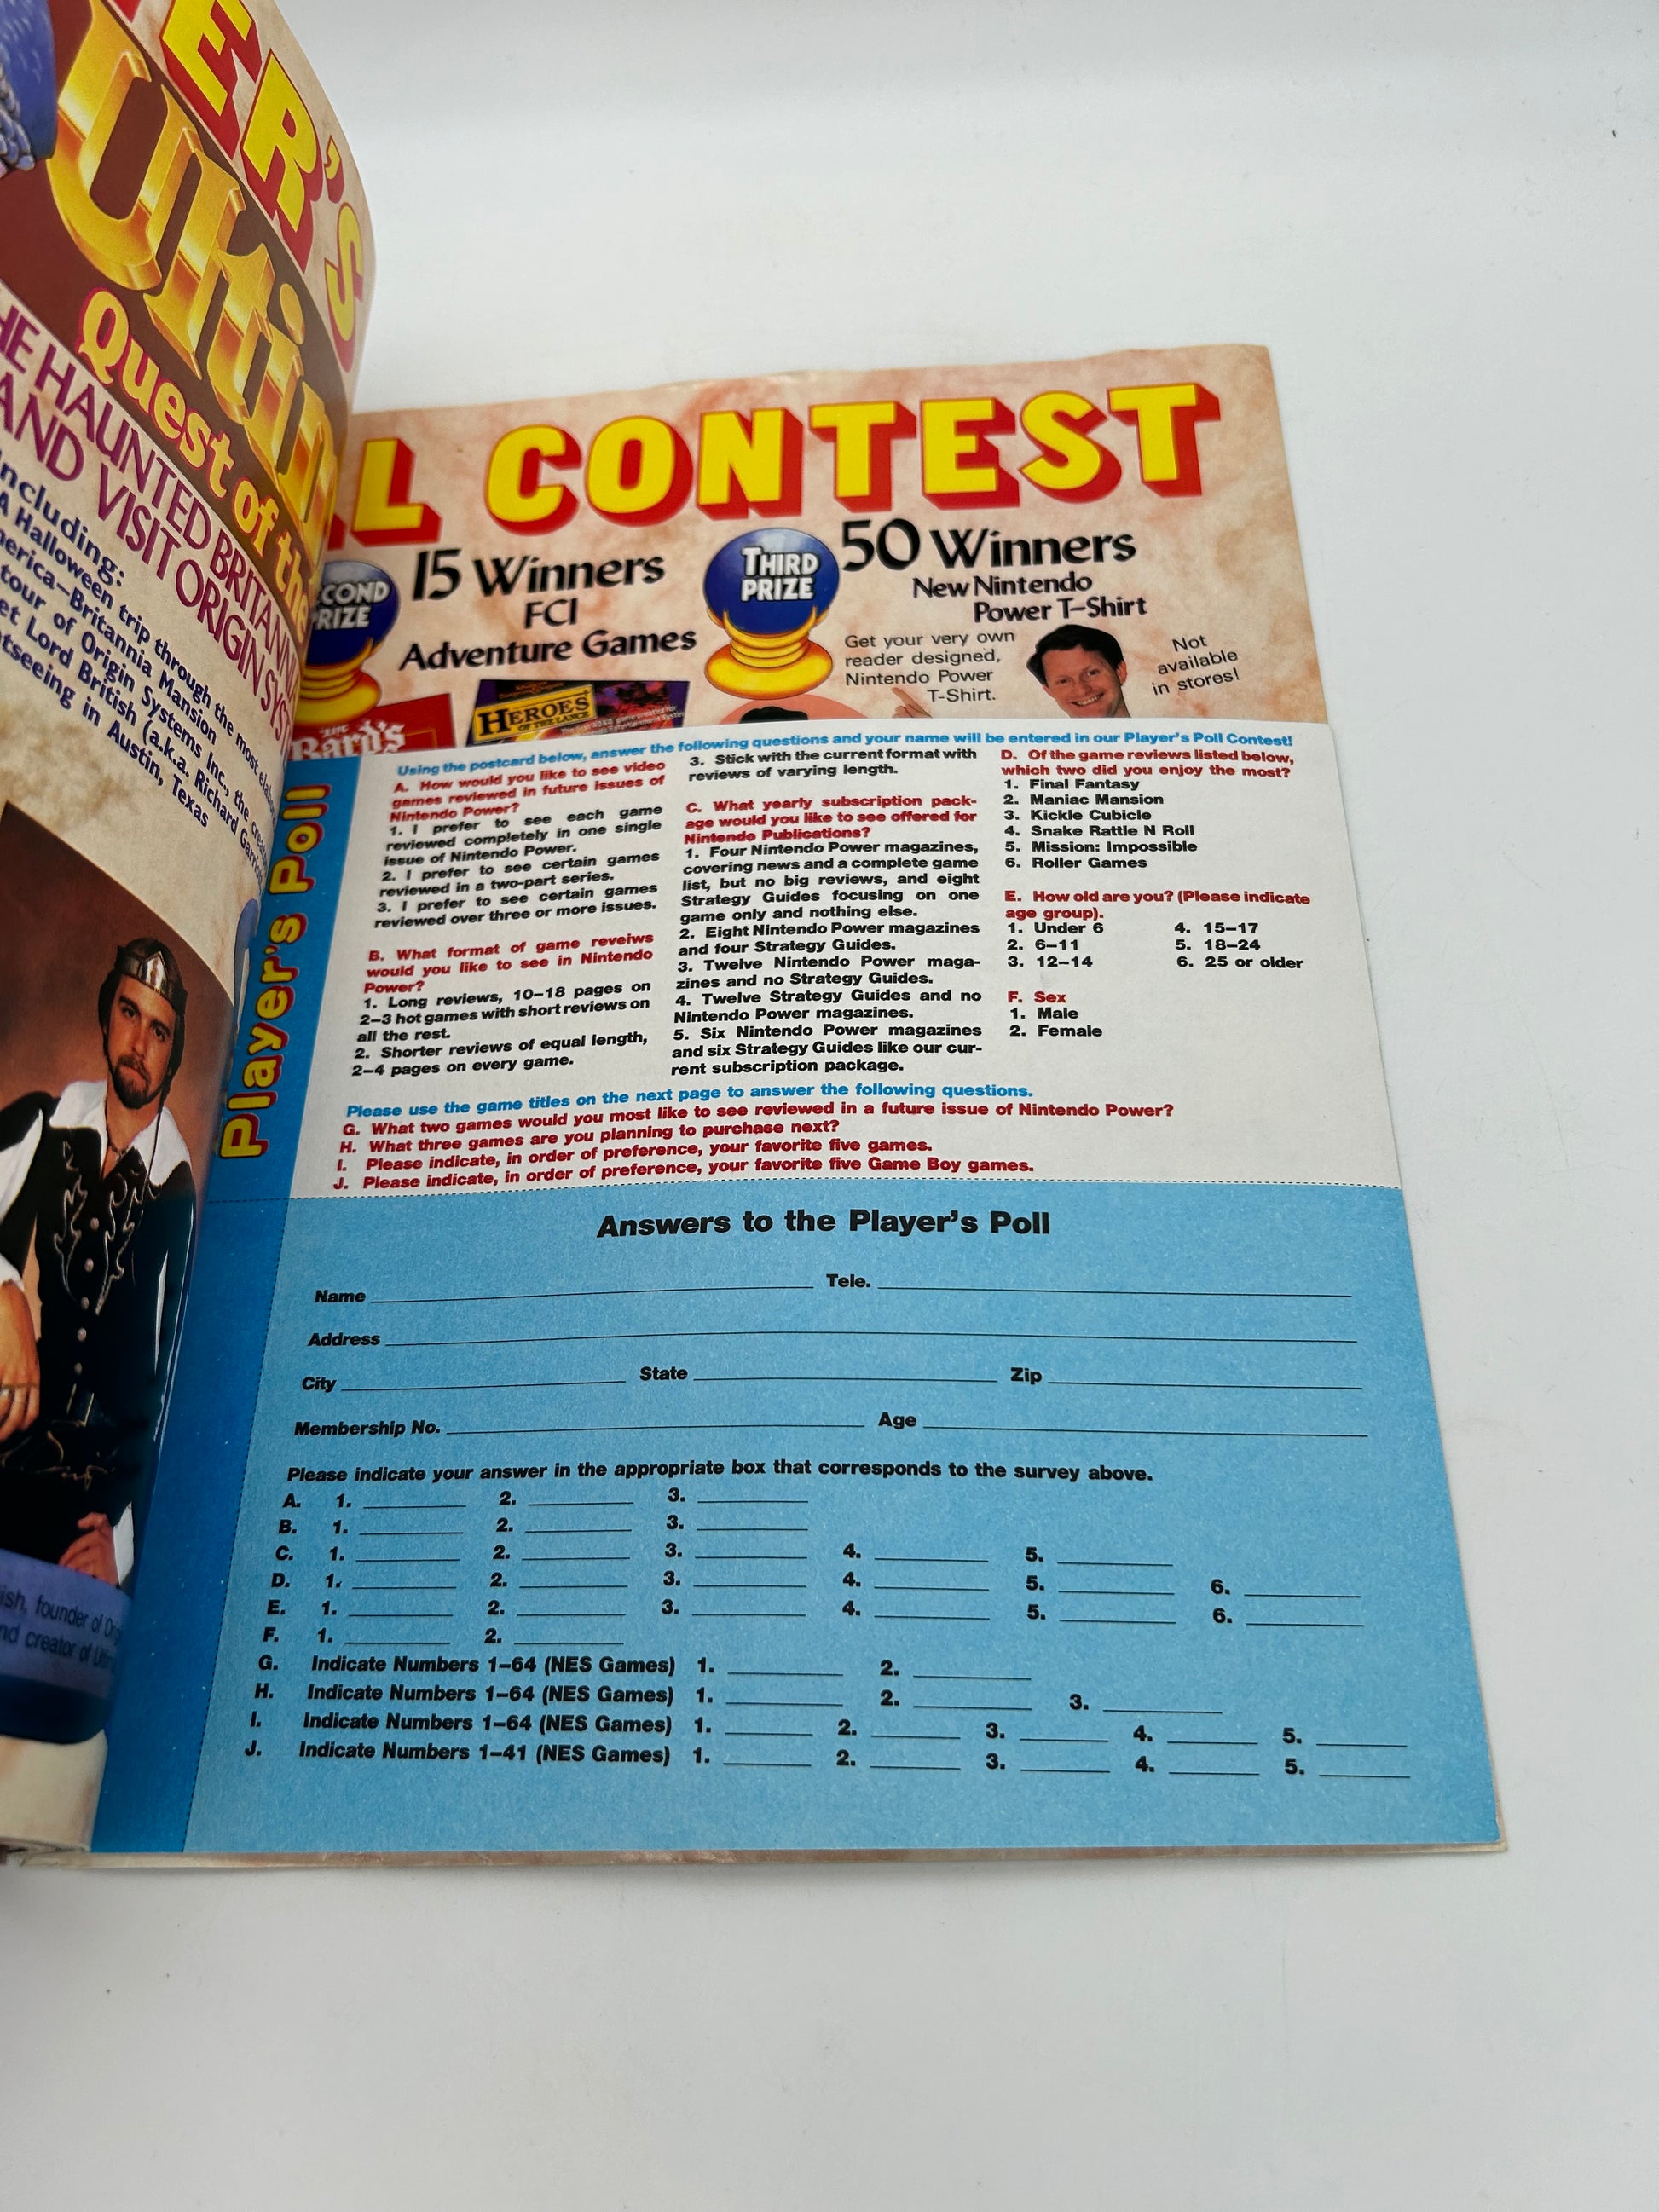 ER'S
Quest of the
HE HAUNTED BRITANN
AND VISIT ORIGIN SYST
Including:
A Halloween trip through the most
merica—Britannia Mansion
tour of Origin Systems Inc., the
et Lord British (a.k.a. Richard
tseeing in Austin, Texas
ish, founder of
nd creator of
L CONTEST
COND
RIZE
15 Winners
FCI
Adventure Games
THE
Bard's
HEROES
OF THE LANCE
THIRD
PRIZE
50 Winners
New Nintendo
Power T-Shirt
Get your very own
reader designed,
Nintendo Power
T-Shirt.
Not
available
in stores!
Player's Poll
Using the postcard below, answer the following questions and your name will be entered in our Player's Poll Contest!
A. How would you like to see video
games reviewed in future issues of
Nintendo Power?
1. I prefer to see each game
reviewed completely in one single
issue of Nintendo Power.
2. I prefer to see certain games
reviewed in a two-part series.
3. I prefer to see certain games
reviewed over three or more issues.
B. What format of game reveiws
would you like to see in Nintendo
Power?
1. Long reviews, 10–18 pages on
2–3 hot games with short reviews on
all the rest.
2. Shorter reviews of equal length,
2–4 pages on every game.
3. Stick with the current format with
reviews of varying length.
C. What yearly subscription pack-
age would you like to see offered for
Nintendo Publications?
1. Four Nintendo Power magazines,
covering news and a complete game
list, but no big reviews, and eight
Strategy Guides focusing on one
game only and nothing else.
2. Eight Nintendo Power magazines
and four Strategy Guides.
3. Twelve Nintendo Power maga-
zines and no Strategy Guides.
4. Twelve Strategy Guides and no
Nintendo Power magazines.
5. Six Nintendo Power magazines
and six Strategy Guides like our cur-
rent subscription package.
D. Of the game reviews listed below,
which two did you enjoy the most?
1. Final Fantasy
2. Maniac Mansion
3. Kickle Cubicle
4. Snake Rattle N Roll
5. Mission: Impossible
6. Roller Games
E. How old are you? (Please indicate
age group).
1. Under 6 4. 15–17
2. 6–11 5. 18–24
3. 12–14 6. 25 or older
F. Sex
1. Male
2. Female
Please use the game titles on the next page to answer the following questions.
G. What two games would you most like to see reviewed in a future issue of Nintendo Power?
H. What three games are you planning to purchase next?
I. Please indicate, in order of preference, your favorite five games.
J. Please indicate, in order of preference, your favorite five Game Boy games.
Answers to the Player's Poll
Name Tele.
Address
City State Zip
Membership No. Age
Please indicate your answer in the appropriate box that corresponds to the survey above.
A. 1. 2. 3.
B. 1. 2. 3.
C. 1. 2. 3. 4. 5.
D. 1. 2. 3. 4. 5. 6.
E. 1. 2. 3. 4. 5. 6.
F. 1. 2.
G. Indicate Numbers 1–64 (NES Games) 1. 2.
H. Indicate Numbers 1–64 (NES Games) 1. 2. 3.
I. Indicate Numbers 1–64 (NES Games) 1. 2. 3. 4. 5.
J. Indicate Numbers 1–41 (NES Games) 1. 2. 3. 4. 5.